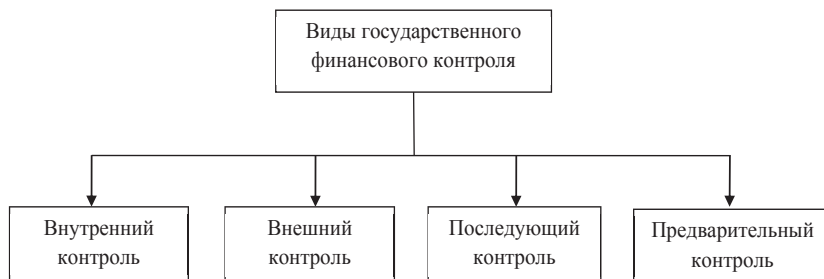 Виды государственного
финансового контроля
Внутренний
контроль
Внешний
контроль
Последующий
контроль
Предварительный
контроль